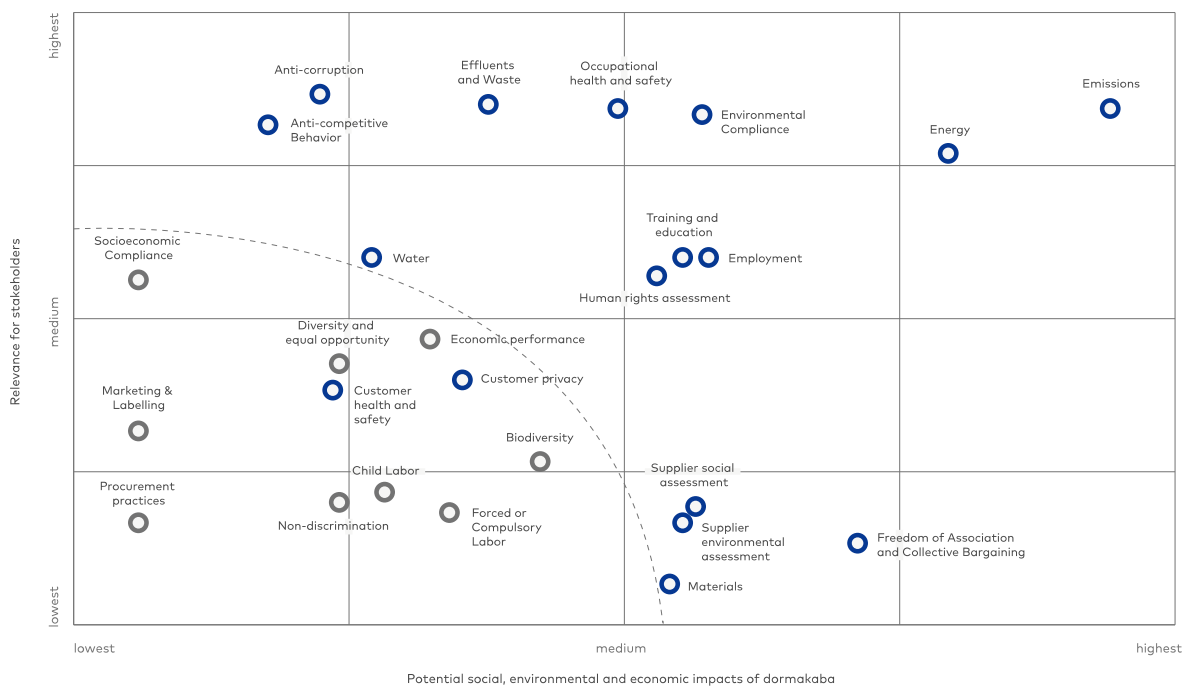 highest
Anti-corruption
Effluents
and Waste
Occupational
health and safety
Emissions
Anti-competitive
Behavior
Environmental
Compliance
Energy
Socioeconomic
Compliance
Water
Training and
education
Employment
Human rights assessment
Relevance for stakeholders
medium
Diversity and
equal opportunity
Economic performance
Customer privacy
Marketing &
Labelling
Customer
health and
safety
Biodiversity
Child Labor
Supplier social
assessment
Procurement
practices
Non-discrimination
Forced or
Compulsory
Labor
Supplier
environmental
assessment
Freedom of Association
and Collective Bargaining
Materials
lowest
lowest
medium
highest
Potential social, environmental and economic impacts of dormakaba